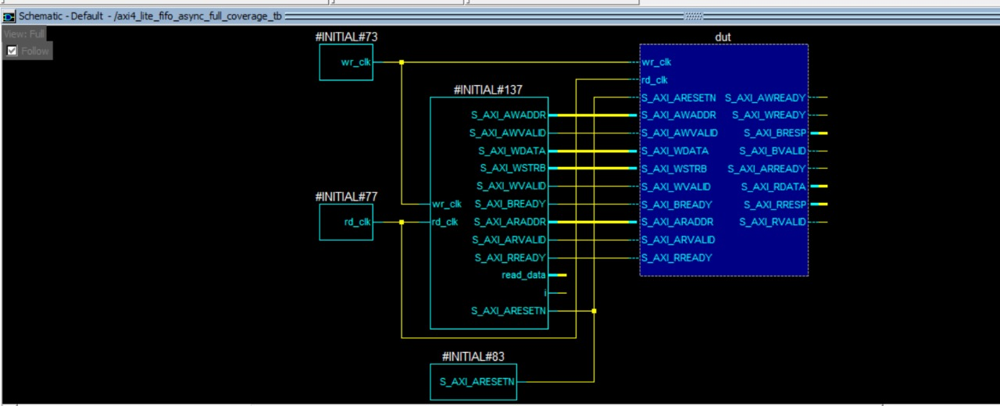 Schematic - Default - /axi4_lite_fifo_async_full_coverage_tb
View: Full
Follow
#INITIAL#73
wr_clk
#INITIAL#77
rd_clk
#INITIAL#137
wr_clk
rd_clk
S_AXI_AWADDR
S_AXI_AWVALID
S_AXI_WDATA
S_AXI_WSTRB
S_AXI_WVALID
S_AXI_BREADY
S_AXI_ARADDR
S_AXI_ARVALID
S_AXI_RREADY
read_data
i
S_AXI_ARESETN
#INITIAL#83
S_AXI_ARESETN
dut
wr_clk
rd_clk
S_AXI_ARESETN
S_AXI_AWADDR
S_AXI_AWVALID
S_AXI_WDATA
S_AXI_WSTRB
S_AXI_WVALID
S_AXI_BREADY
S_AXI_ARADDR
S_AXI_ARVALID
S_AXI_RREADY
S_AXI_AWREADY
S_AXI_WREADY
S_AXI_BRESP
S_AXI_BVALID
S_AXI_ARREADY
S_AXI_RDATA
S_AXI_RRESP
S_AXI_RVALID